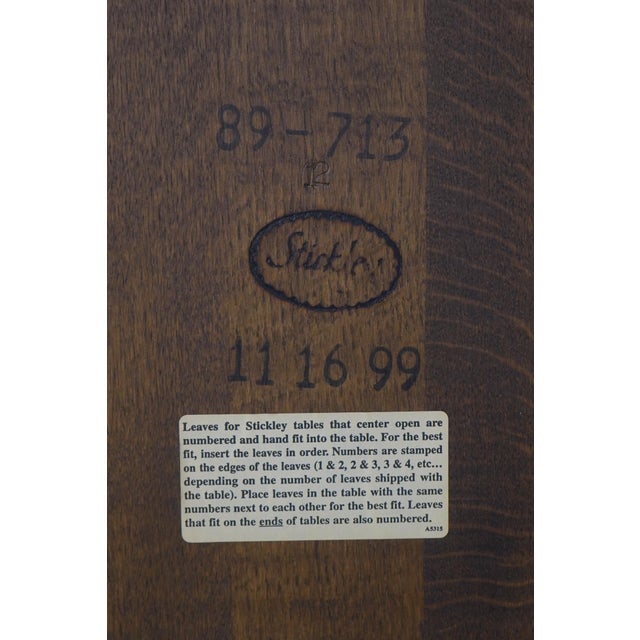 89-713
12
Stickley
11 16 99
Leaves for Stickley tables that center open are
numbered and hand fit into the table. For the best
fit, insert the leaves in order. Numbers are stamped
on the edges of the leaves (1 & 2, 2 & 3, 3 & 4, etc...
depending on the number of leaves shipped with
the table). Place leaves in the table with the same
numbers next to each other for the best fit. Leaves
that fit on the ends of tables are also numbered.
A5315